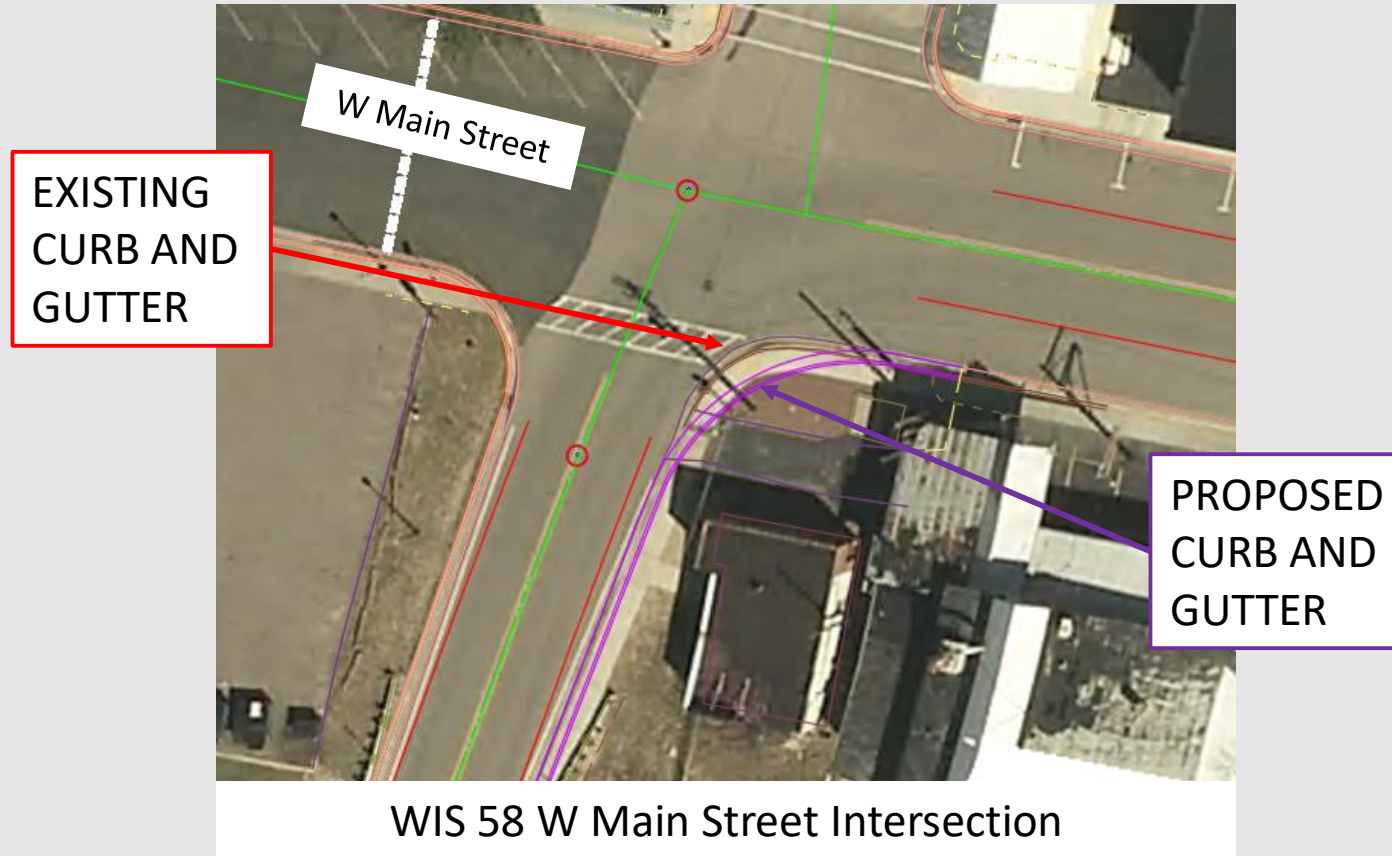 W Main Street
EXISTING
CURB AND
GUTTER
PROPOSED
CURB AND
GUTTER
WIS 58 W Main Street Intersection